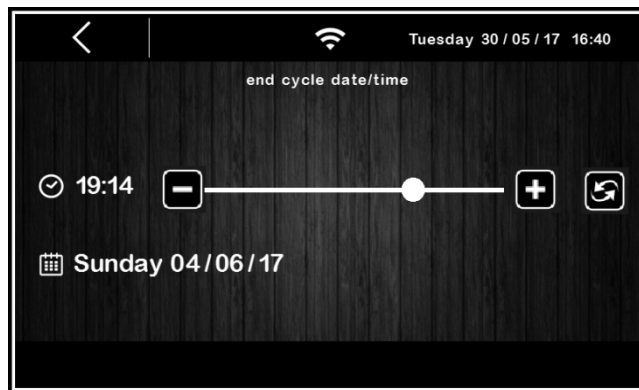 Tuesday 30 / 05 / 17 16:40
end cycle date/time
19:14
Sunday 04 / 06 / 17